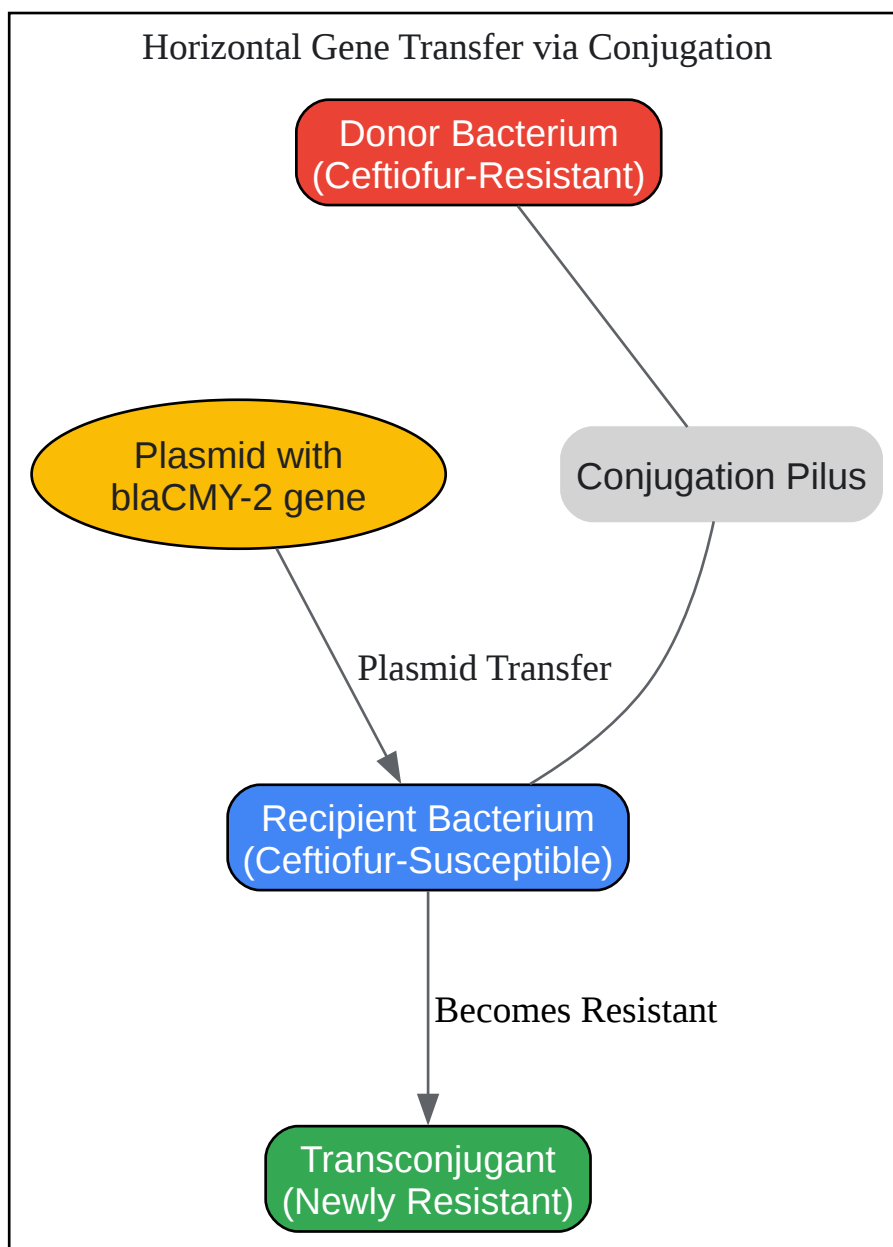 Horizontal Gene Transfer via Conjugation
Donor Bacterium
(Ceftiofur-Resistant)
Plasmid with
blaCMY-2 gene
Conjugation Pilus
Plasmid Transfer
Recipient Bacterium
(Ceftiofur-Susceptible)
Becomes Resistant
Transconjugant
(Newly Resistant)